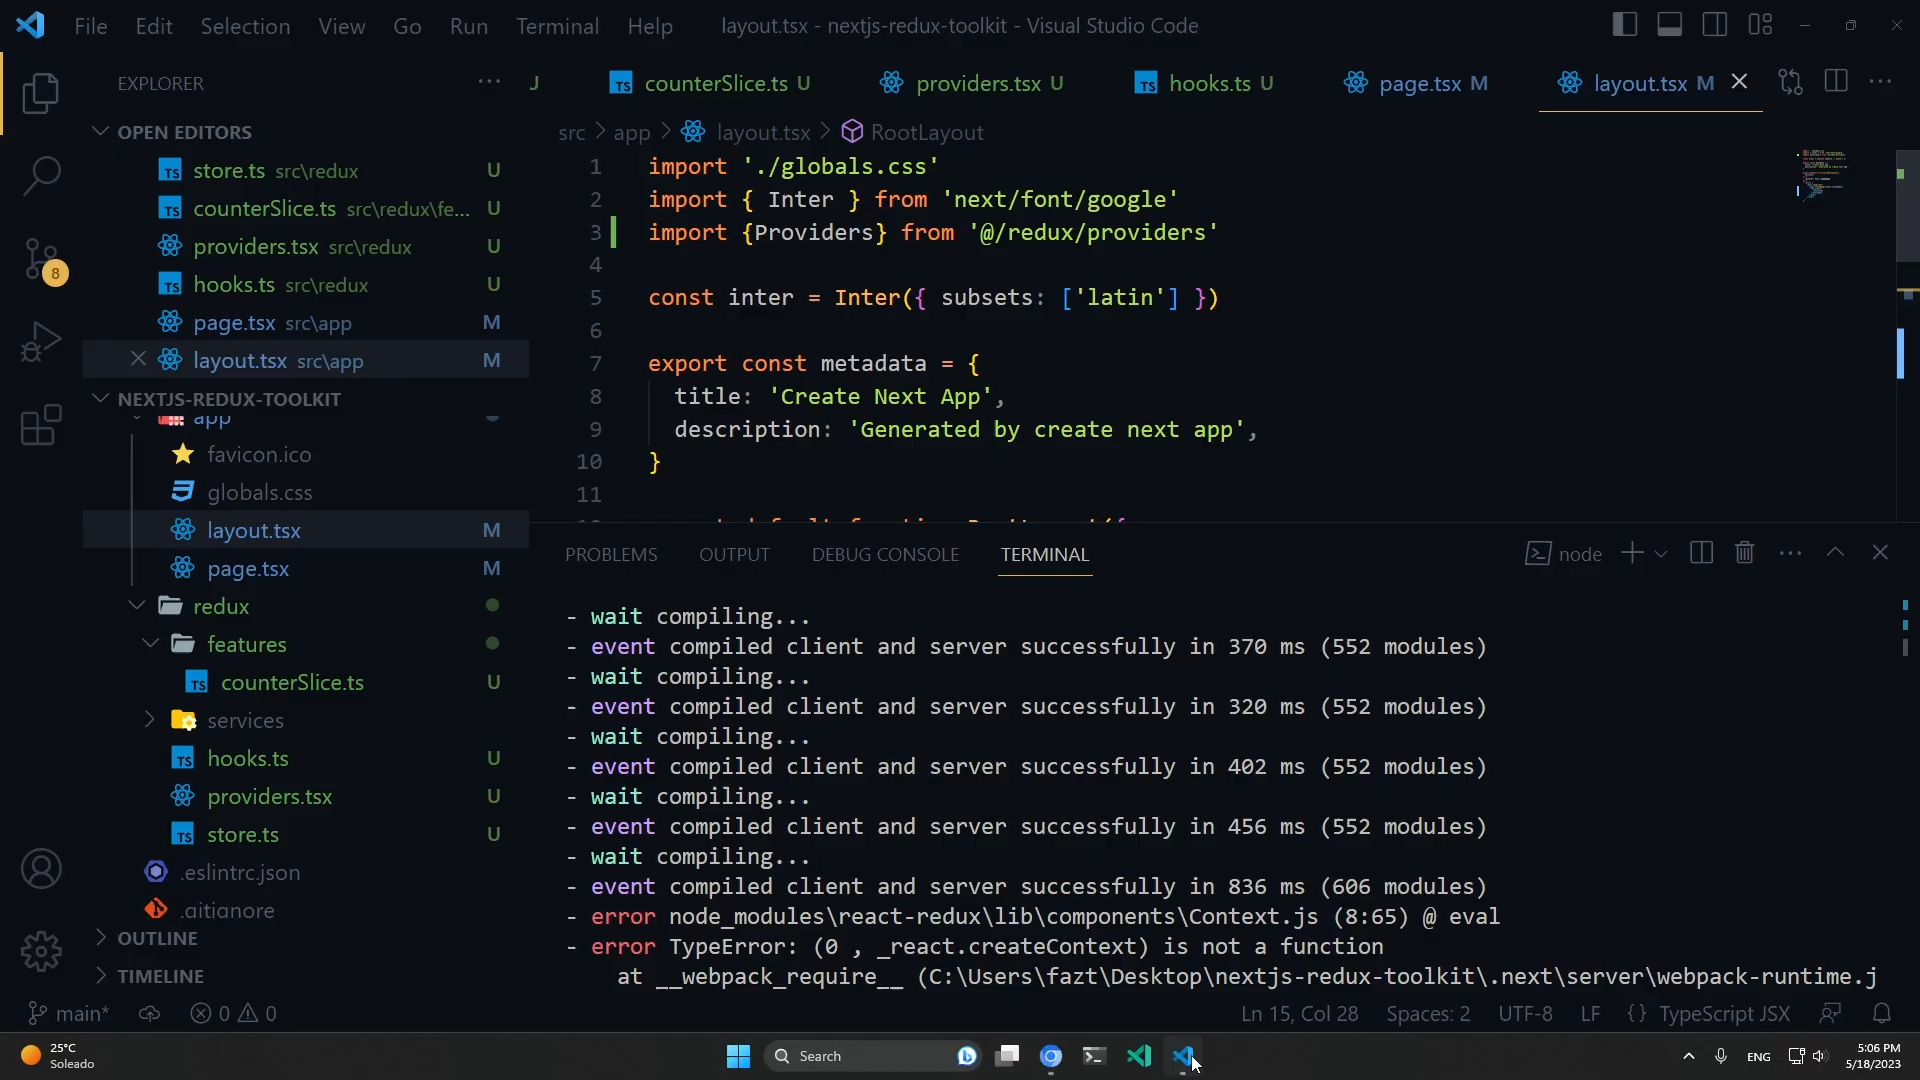 File Edit Selection View Go Run Terminal Help
layout.tsx - nextjs-redux-toolkit - Visual Studio Code
EXPLORER
counterSlice.ts U
providers.tsx U
hooks.ts U
page.tsx M
layout.tsx M
OPEN EDITORS
store.ts src\redux U
counterSlice.ts src\redux\fe... U
providers.tsx src\redux U
hooks.ts src\redux U
page.tsx src\app M
layout.tsx src\app M
NEXTJS-REDUX-TOOLKIT
app
favicon.ico
globals.css
layout.tsx M
page.tsx M
redux
features
counterSlice.ts U
services
hooks.ts U
providers.tsx U
store.ts U
.eslintrc.json
OUTLINE
TIMELINE
8
src > app > layout.tsx > RootLayout
1 import './globals.css'
2 import { Inter } from 'next/font/google'
3 import {Providers} from '@/redux/providers'
4
5 const inter = Inter({ subsets: ['latin'] })
6
7 export const metadata = {
8 title: 'Create Next App',
9 description: 'Generated by create next app',
10 }
11
PROBLEMS OUTPUT DEBUG CONSOLE TERMINAL
node
- wait compiling...
- event compiled client and server successfully in 370 ms (552 modules)
- wait compiling...
- event compiled client and server successfully in 320 ms (552 modules)
- wait compiling...
- event compiled client and server successfully in 402 ms (552 modules)
- wait compiling...
- event compiled client and server successfully in 456 ms (552 modules)
- wait compiling...
- event compiled client and server successfully in 836 ms (606 modules)
- error node_modules\react-redux\lib\components\Context.js (8:65) @ eval
- error TypeError: (0 , _react.createContext) is not a function
at __webpack_require__ (C:\Users\fazt\Desktop\nextjs-redux-toolkit\.next\server\webpack-runtime.j
main* 0 0
Ln 15, Col 28 Spaces: 2 UTF-8 LF {} TypeScript JSX
25°C
Soleado
Search
ENG
5:06 PM
5/18/2023